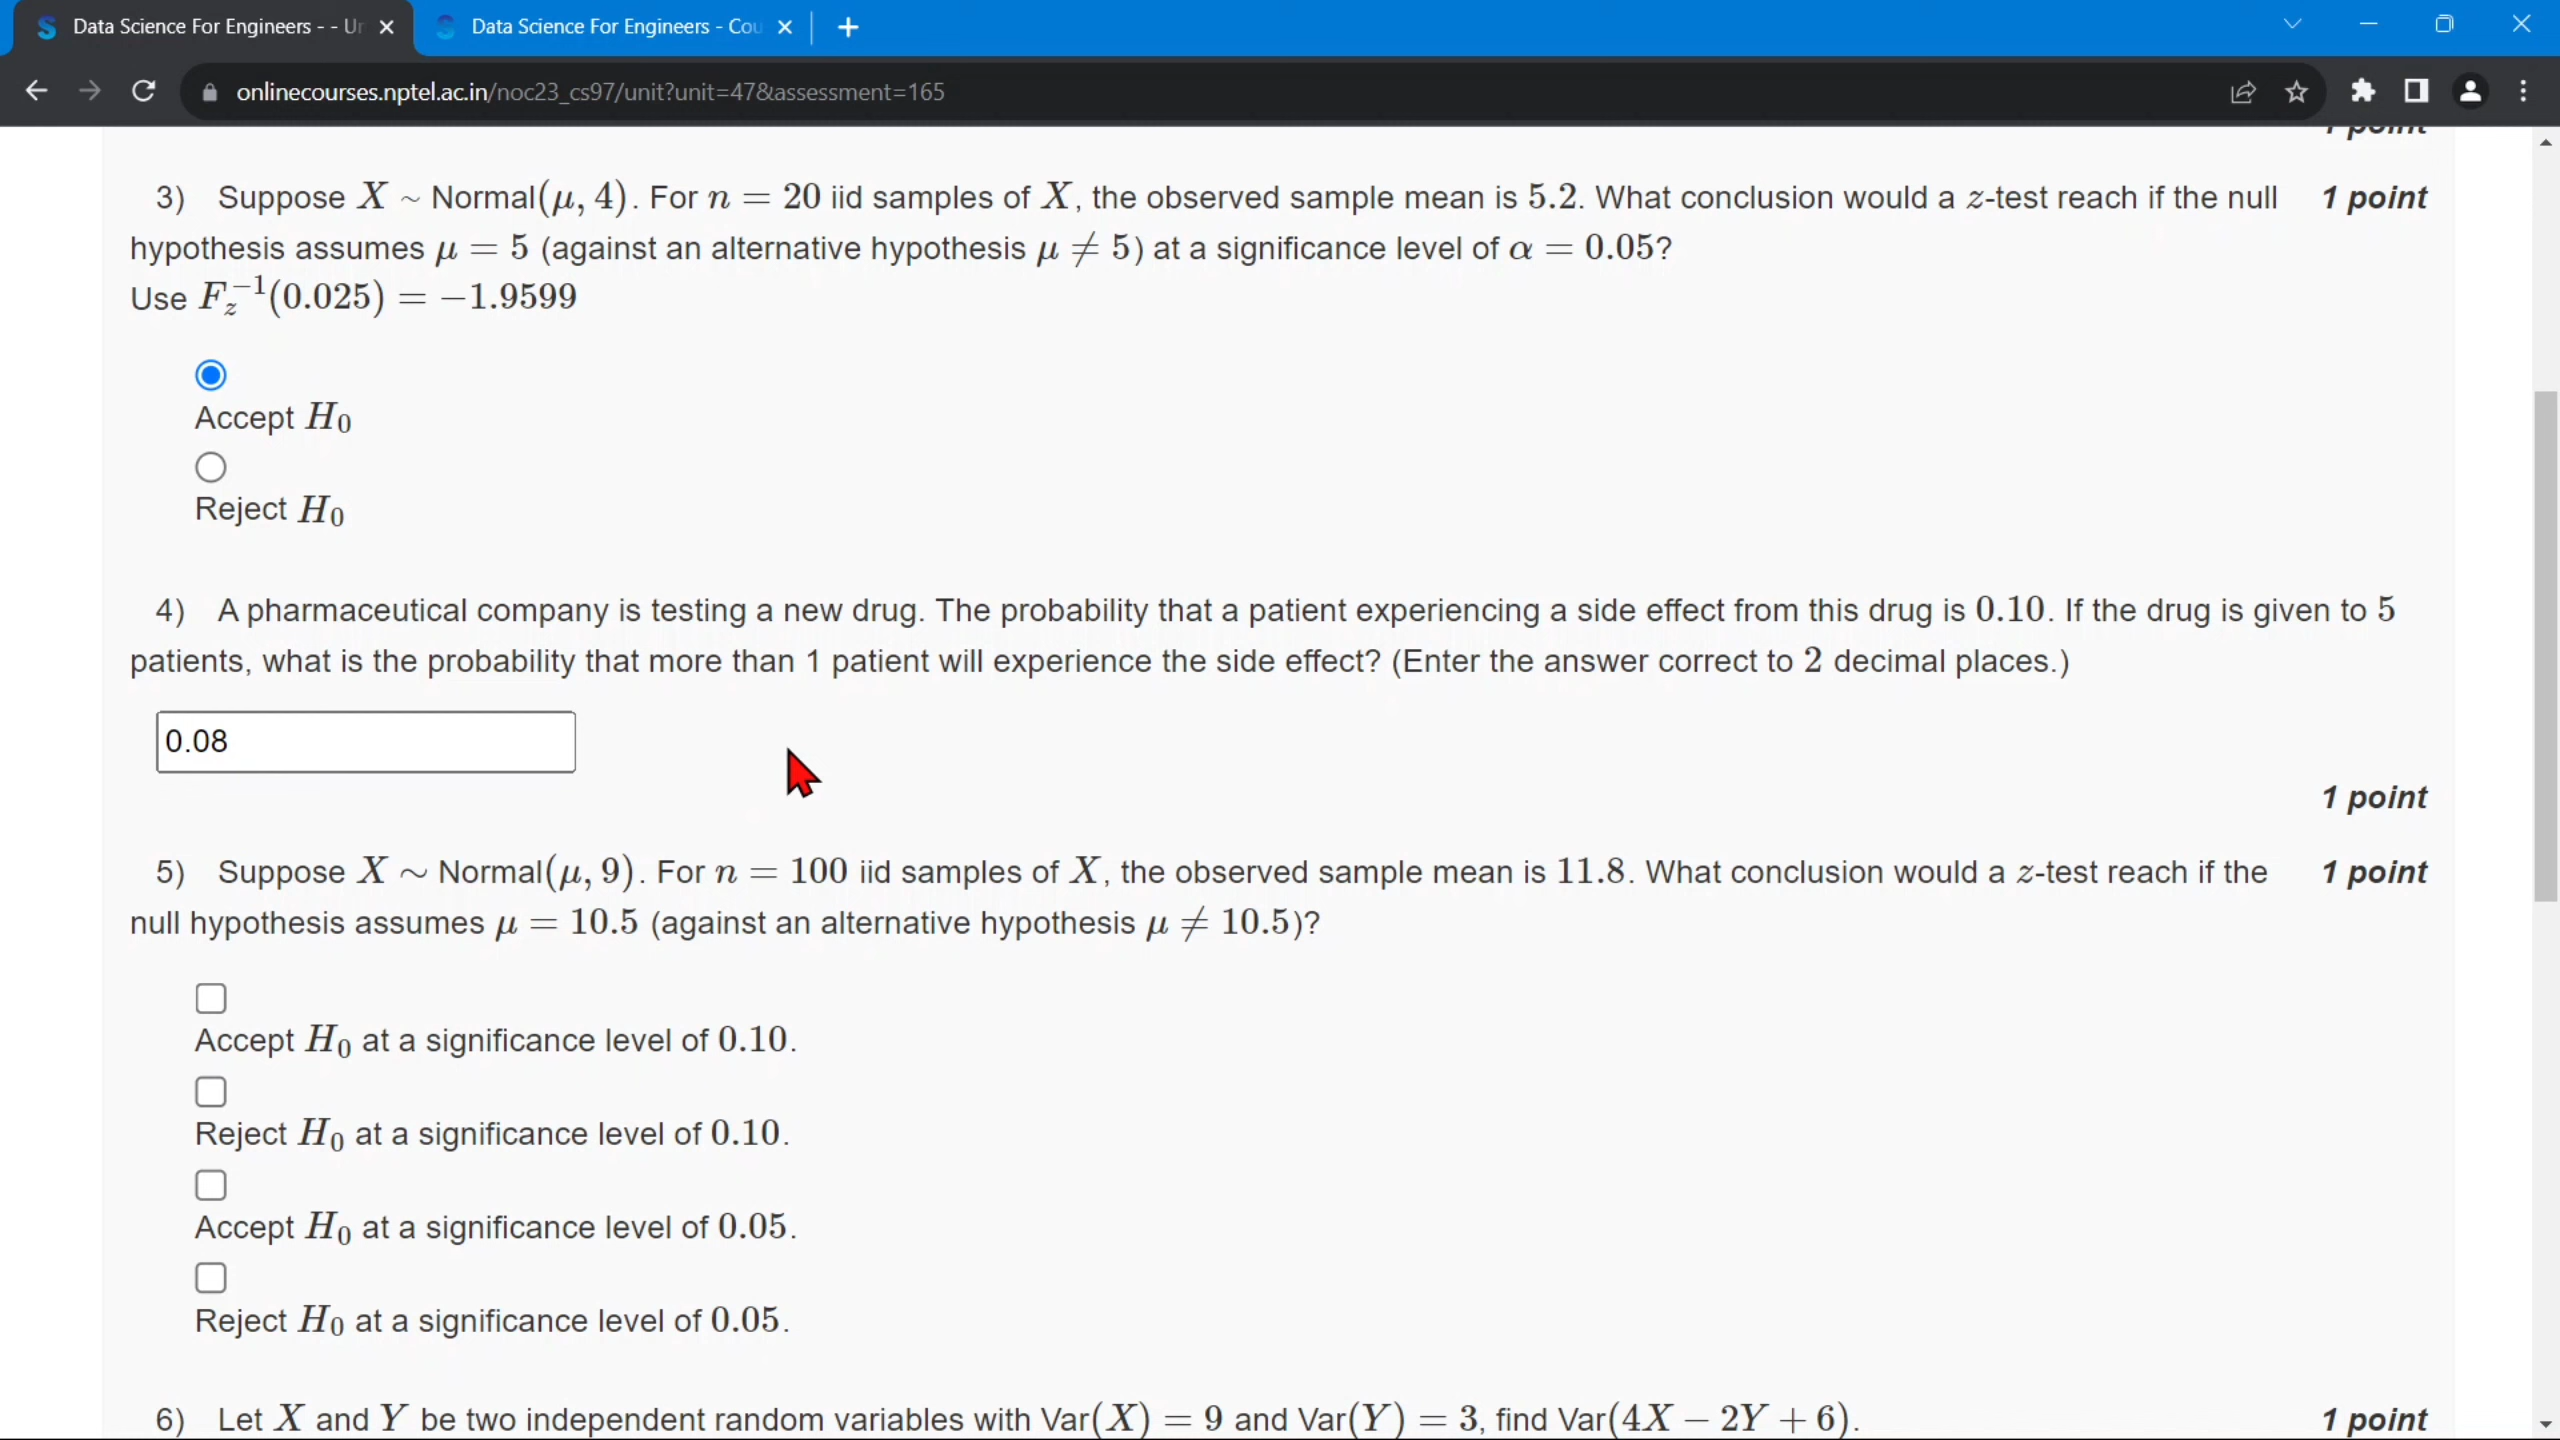 Data Science For Engineers - - Un
Data Science For Engineers - Cou
onlinecourses.nptel.ac.in/noc23_cs97/unit?unit=47&assessment=165
1 point
3) Suppose X ~ Normal(μ, 4). For n = 20 iid samples of X, the observed sample mean is 5.2. What conclusion would a z-test reach if the null 1 point
hypothesis assumes μ = 5 (against an alternative hypothesis μ ≠ 5) at a significance level of α = 0.05?
Use F_z^{-1}(0.025) = −1.9599
Accept H₀
Reject H₀
4) A pharmaceutical company is testing a new drug. The probability that a patient experiencing a side effect from this drug is 0.10. If the drug is given to 5
patients, what is the probability that more than 1 patient will experience the side effect? (Enter the answer correct to 2 decimal places.)
0.08
1 point
5) Suppose X ∼ Normal(μ, 9). For n = 100 iid samples of X, the observed sample mean is 11.8. What conclusion would a z-test reach if the 1 point
null hypothesis assumes μ = 10.5 (against an alternative hypothesis μ ≠ 10.5)?
Accept H₀ at a significance level of 0.10.
Reject H₀ at a significance level of 0.10.
Accept H₀ at a significance level of 0.05.
Reject H₀ at a significance level of 0.05.
6) Let X and Y be two independent random variables with Var(X) = 9 and Var(Y) = 3, find Var(4X − 2Y + 6). 1 point